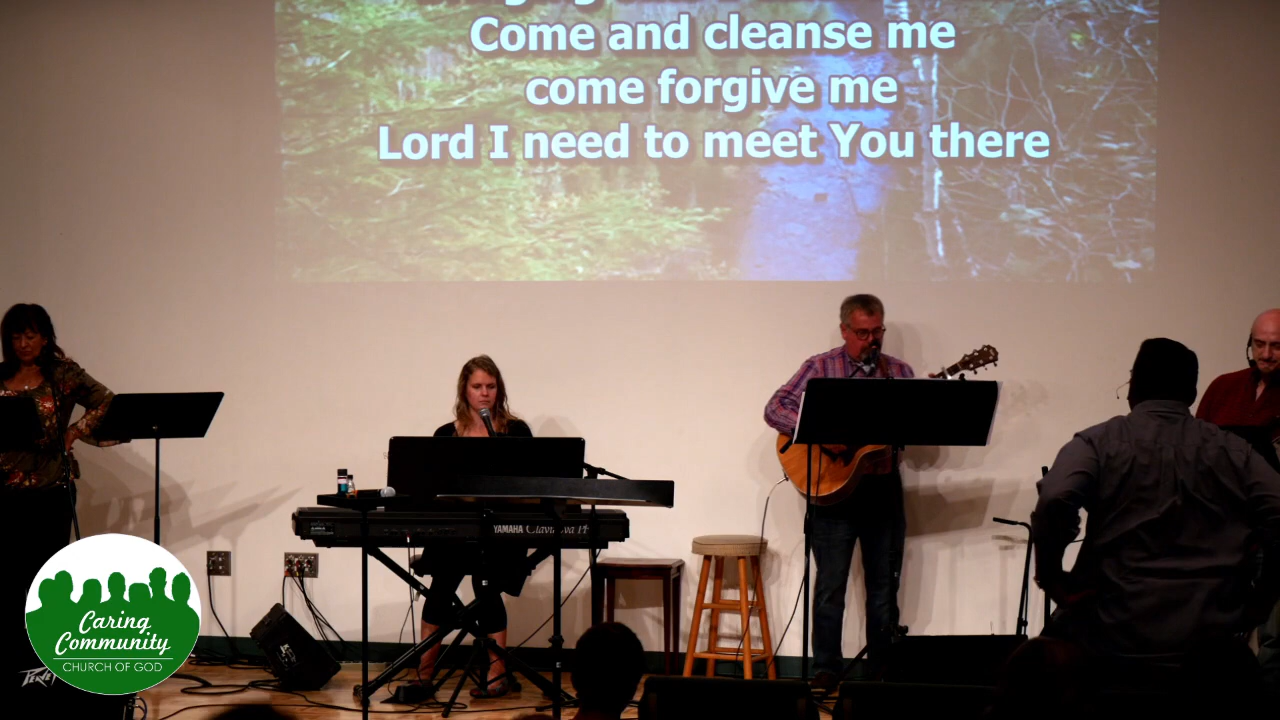 Come and cleanse me
come forgive me
Lord I need to meet You there
YAMAHA Clavinova
Caring
Community
CHURCH OF GOD
PEAVEY